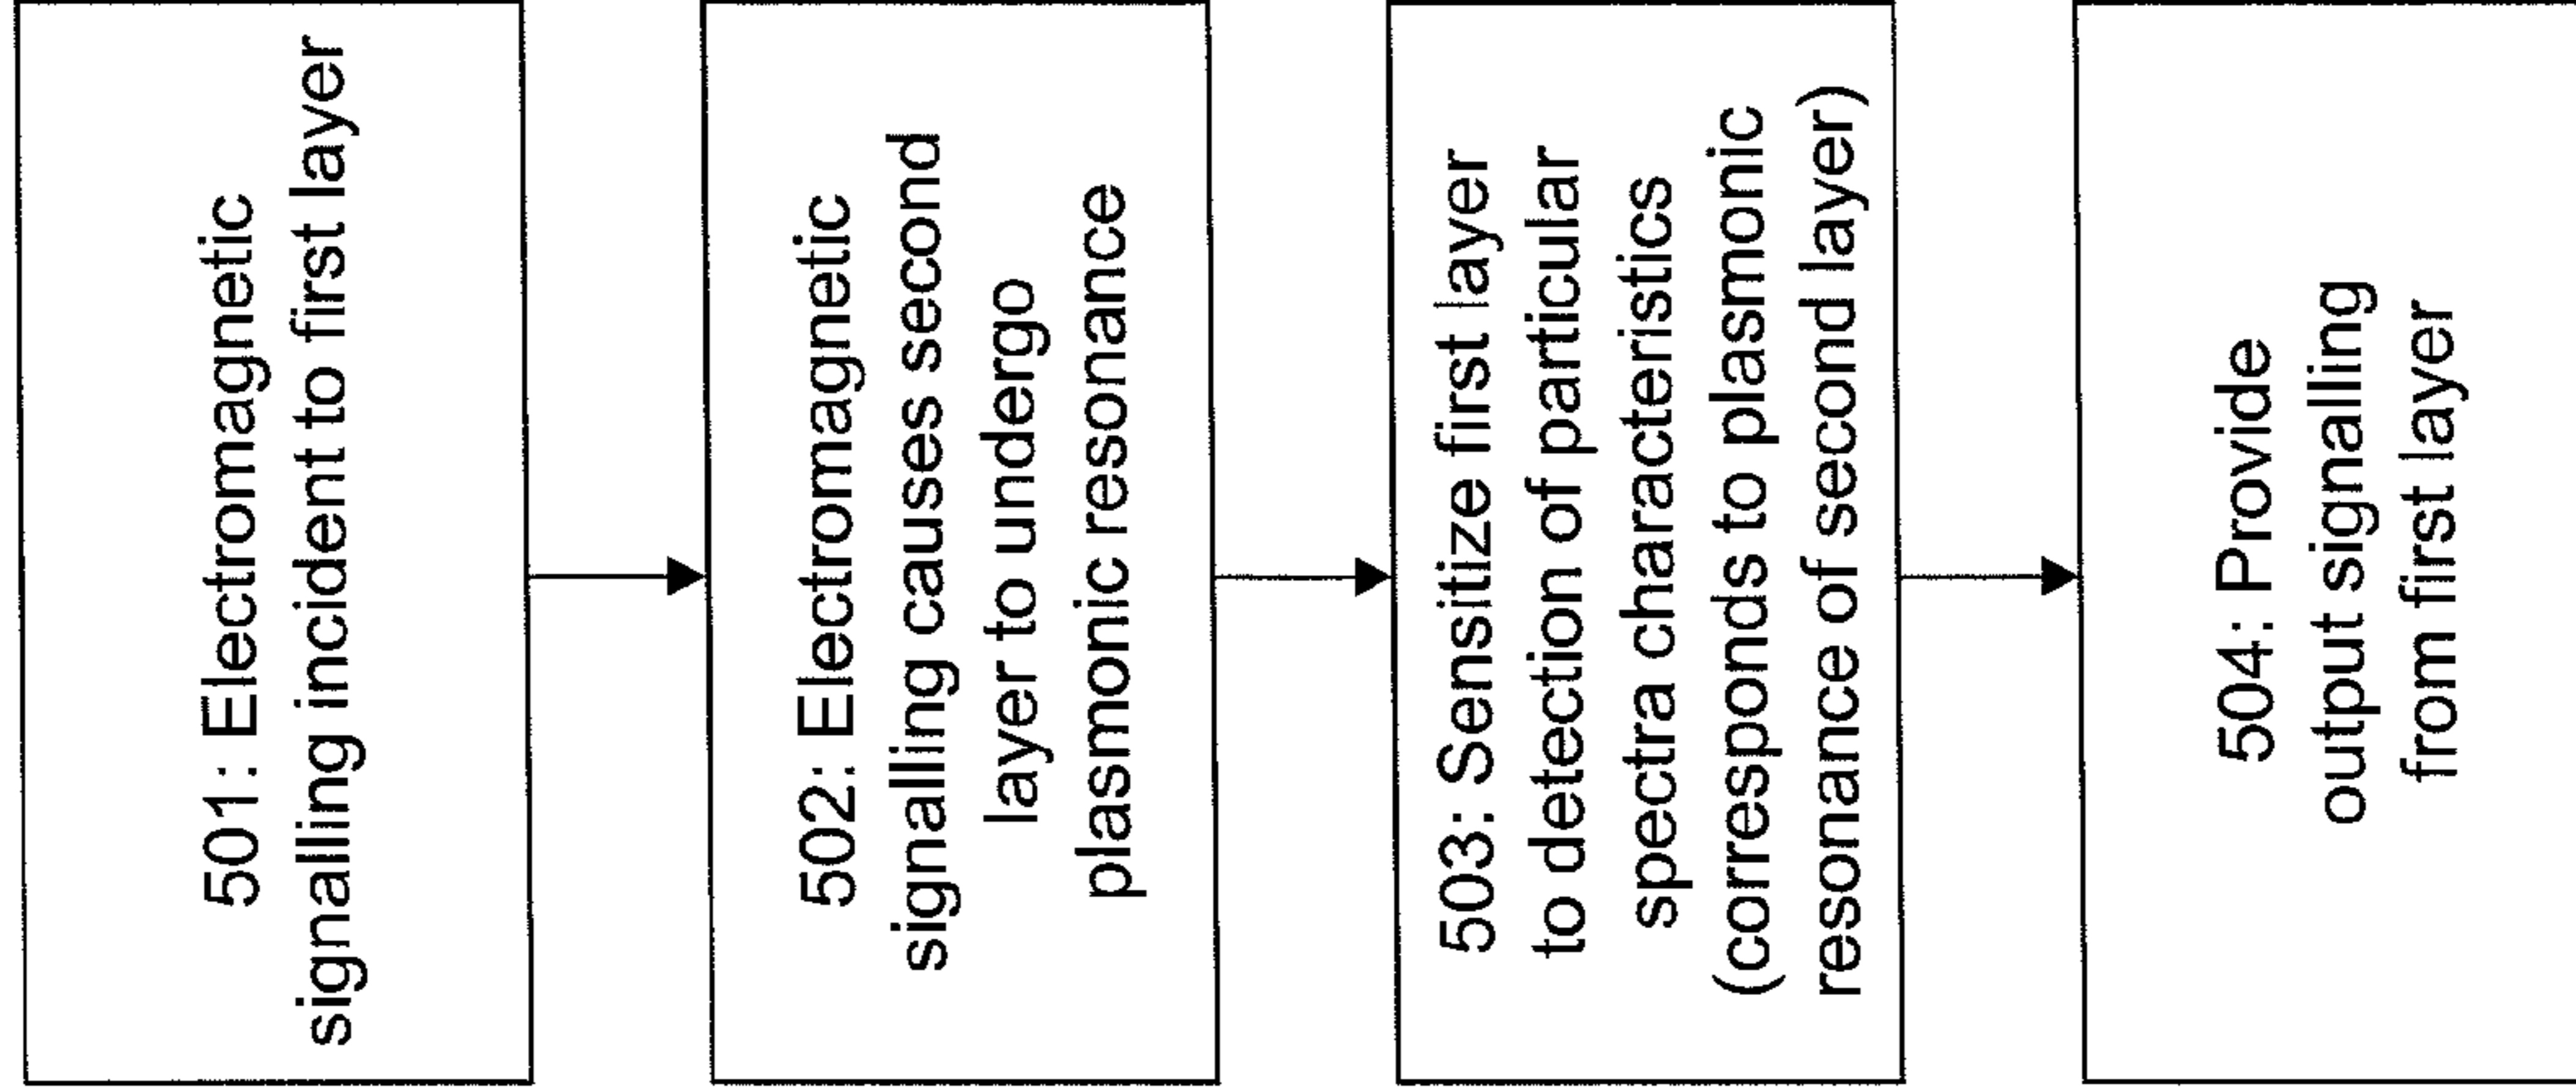 501: Electromagnetic
signalling incident to first layer
502: Electromagnetic
signalling causes second
layer to undergo
plasmonic resonance
503: Sensitize first layer
to detection of particular
spectra characteristics
(corresponds to plasmonic
resonance of second layer)
504: Provide
output signalling
from first layer